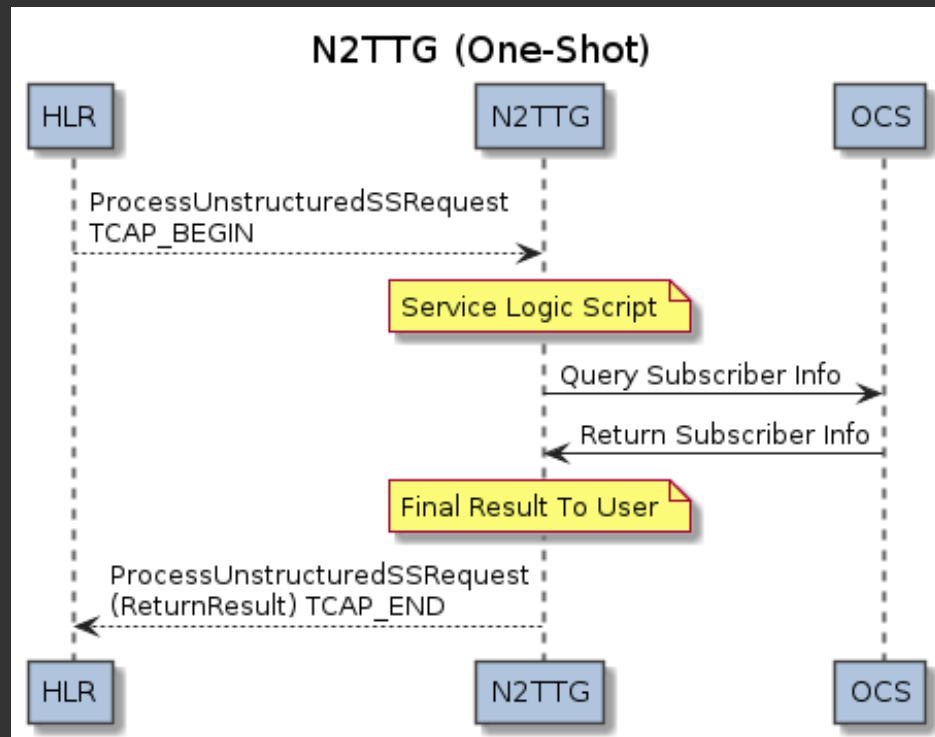 N2TTG (One-Shot)
HLR
N2TTG
OCS
ProcessUnstructuredSSRequest
TCAP_BEGIN
Service Logic Script
Query Subscriber Info
Return Subscriber Info
Final Result To User
ProcessUnstructuredSSRequest
(ReturnResult) TCAP_END
HLR
N2TTG
OCS